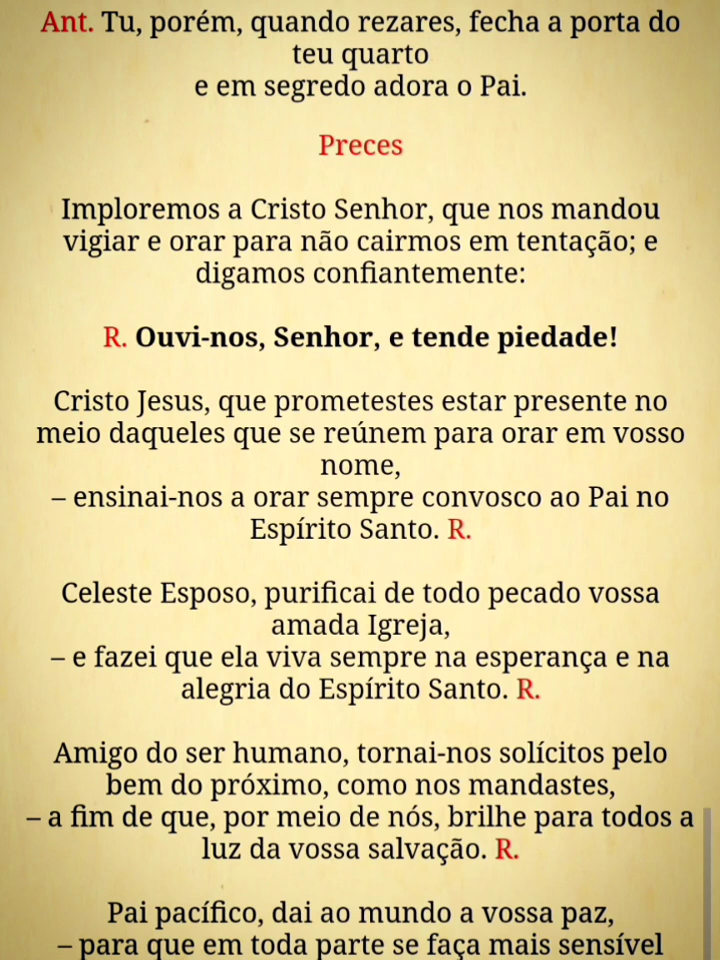 Ant. Tu, porém, quando rezares, fecha a porta do
teu quarto
e em segredo adora o Pai.
Preces
Imploremos a Cristo Senhor, que nos mandou
vigiar e orar para não cairmos em tentação; e
digamos confiantemente:
R. Ouvi-nos, Senhor, e tende piedade!
Cristo Jesus, que prometestes estar presente no
meio daqueles que se reúnem para orar em vosso
nome,
– ensinai-nos a orar sempre convosco ao Pai no
Espírito Santo. R.
Celeste Esposo, purificai de todo pecado vossa
amada Igreja,
– e fazei que ela viva sempre na esperança e na
alegria do Espírito Santo. R.
Amigo do ser humano, tornai-nos solícitos pelo
bem do próximo, como nos mandastes,
– a fim de que, por meio de nós, brilhe para todos a
luz da vossa salvação. R.
Pai pacífico, dai ao mundo a vossa paz,
– para que em toda parte se faça mais sensível